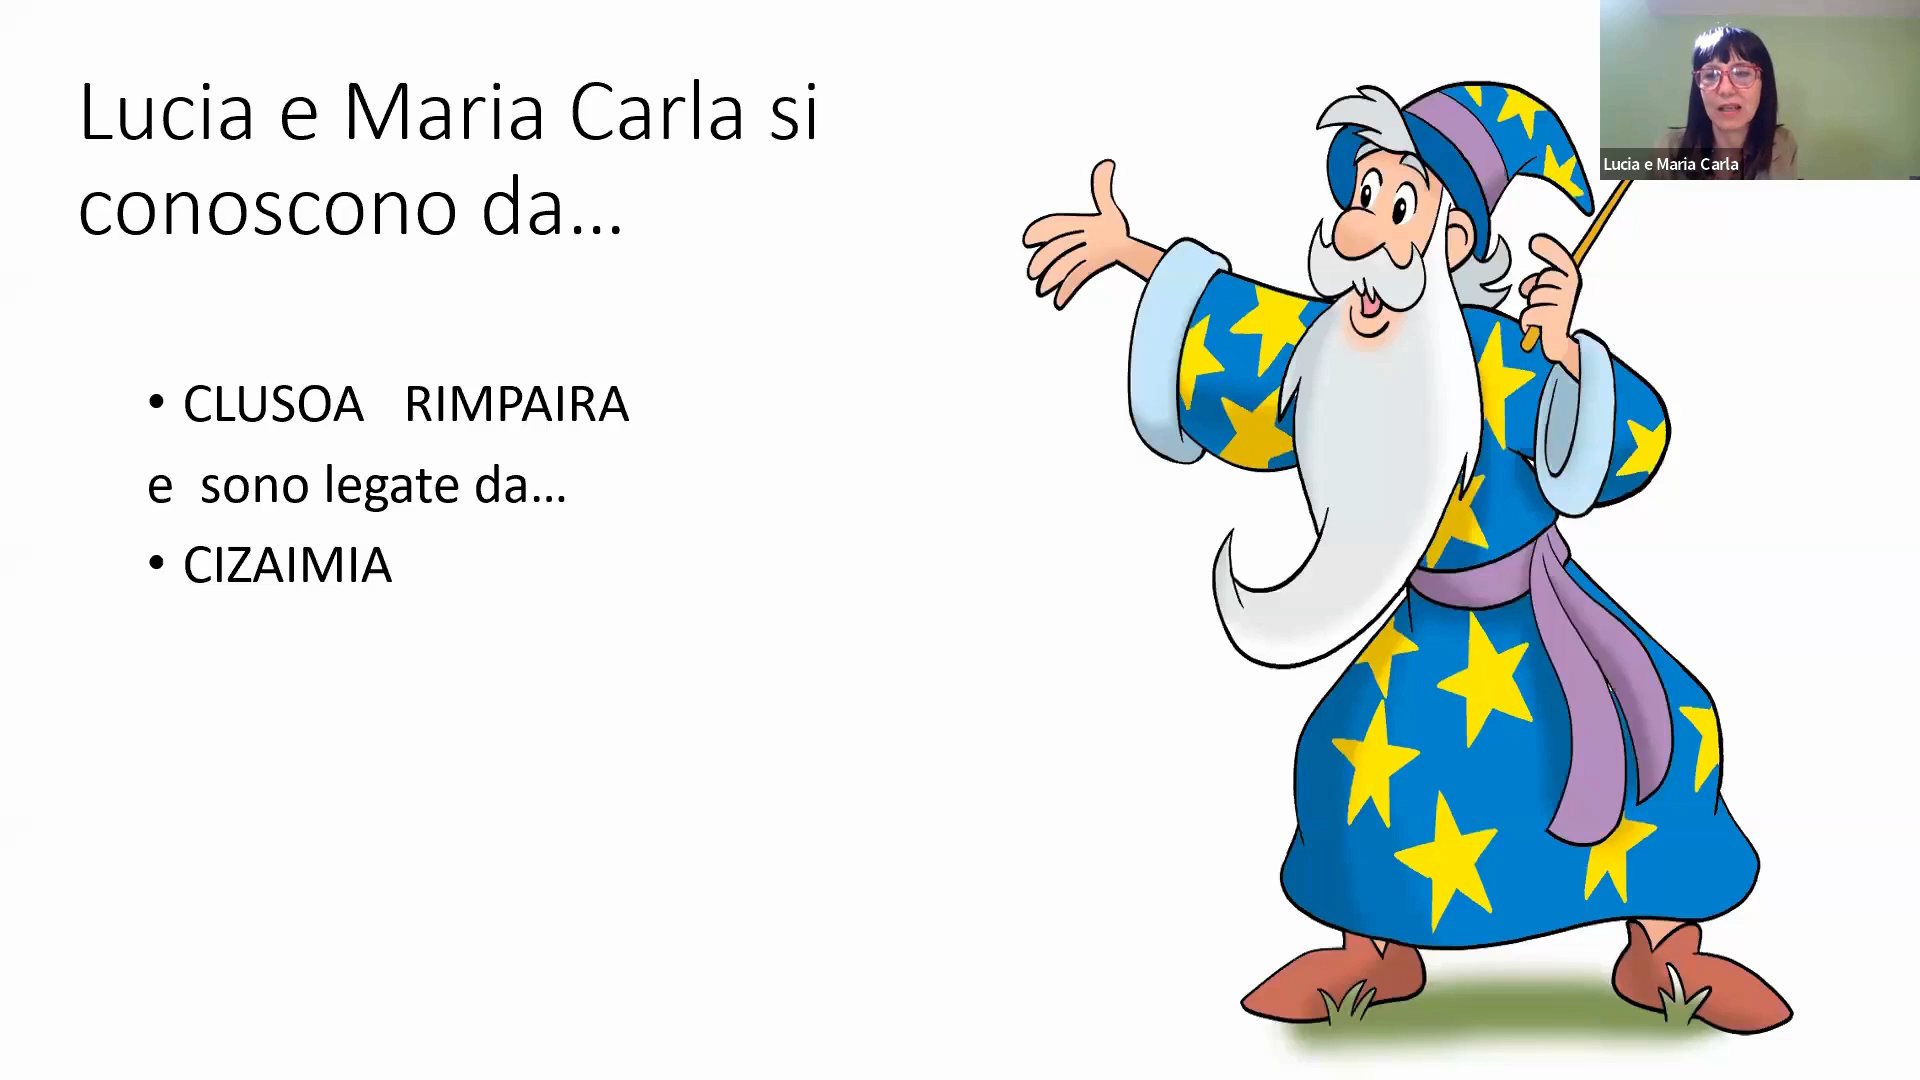 Lucia e Maria Carla si
conoscono da...
• CLUSOA RIMPAIRA
e sono legate da...
• CIZAIMIA
Lucia e Maria Carla